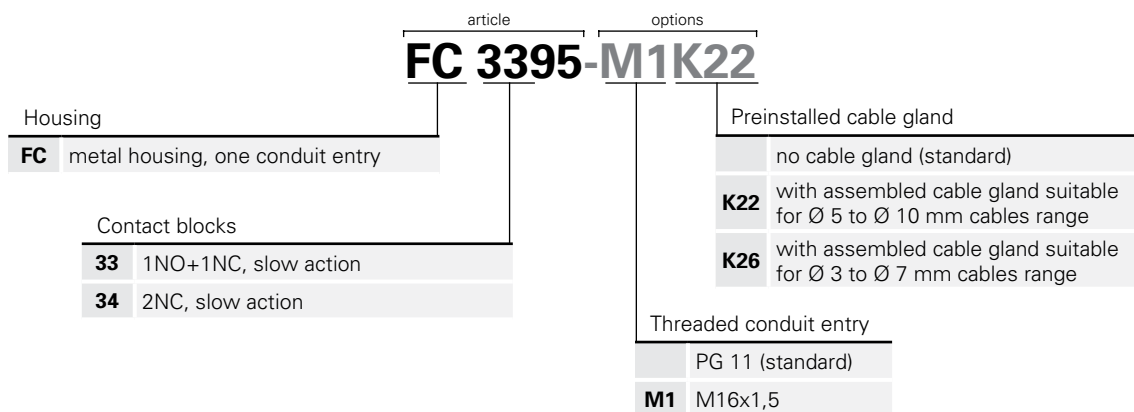 article options
FC 3395-M1K22
Housing
FC metal housing, one conduit entry
Contact blocks
33 1NO+1NC, slow action
34 2NC, slow action
Preinstalled cable gland
no cable gland (standard)
K22 with assembled cable gland suitable
for Ø 5 to Ø 10 mm cables range
K26 with assembled cable gland suitable
for Ø 3 to Ø 7 mm cables range
Threaded conduit entry
PG 11 (standard)
M1 M16x1,5